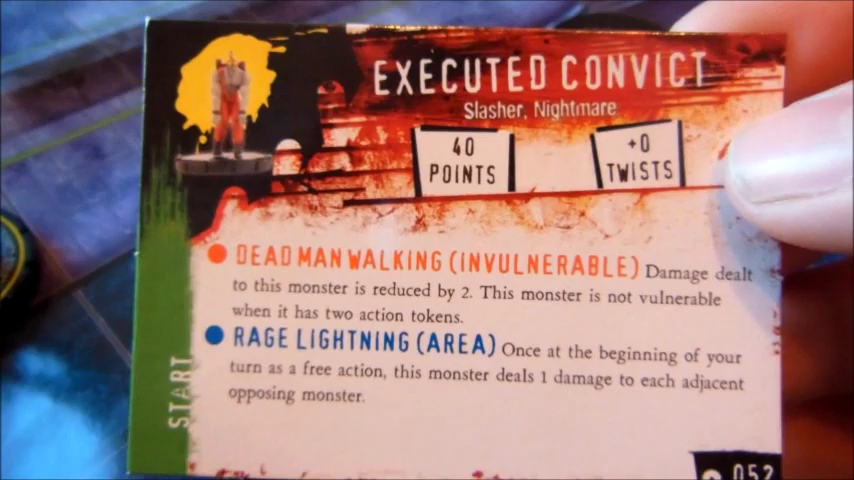 EXECUTED CONVICT
Slasher, Nightmare
40
POINTS
+0
TWISTS
DEAD MAN WALKING (INVULNERABLE) Damage dealt
to this monster is reduced by 2. This monster is not vulnerable
when it has two action tokens.
RAGE LIGHTNING (AREA) Once at the beginning of your
turn as a free action, this monster deals 1 damage to each adjacent
opposing monster.
START
052